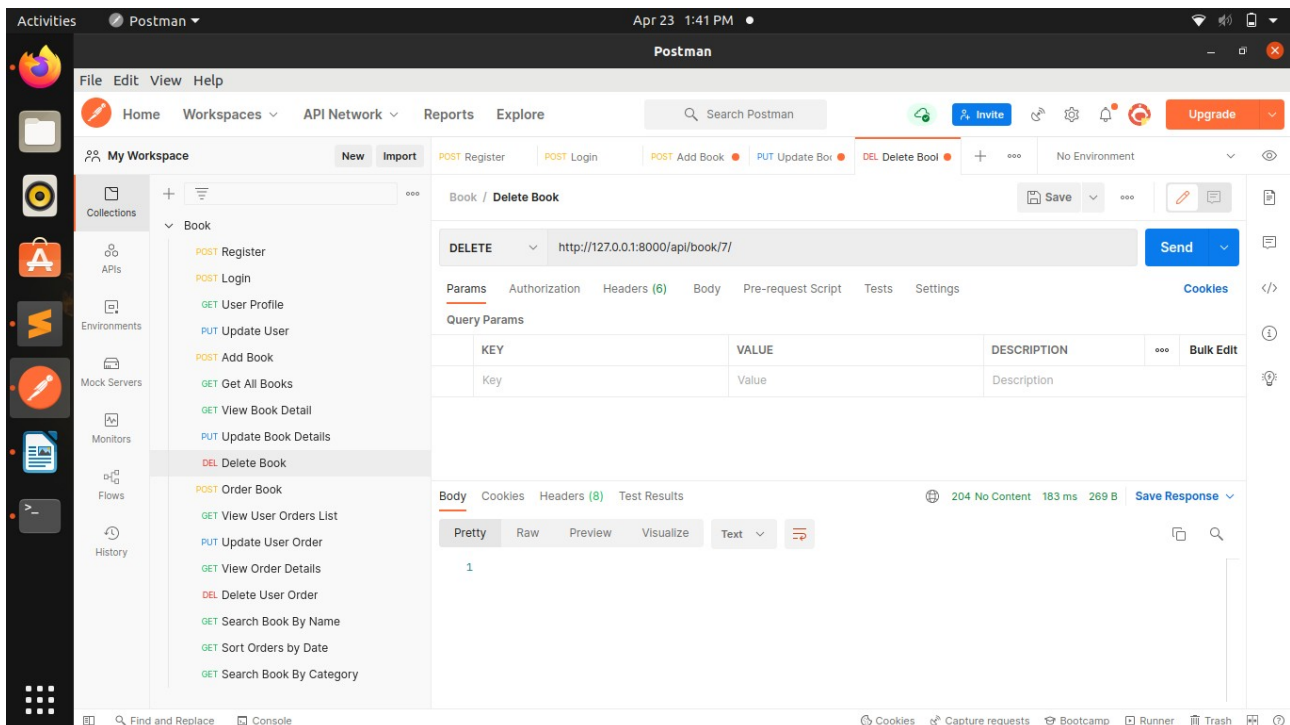 Activities Postman Apr 23 1:41 PM
Postman
File Edit View Help
Home Workspaces API Network Reports Explore Search Postman Invite Upgrade
My Workspace New Import POST Register POST Login POST Add Book PUT Update Boo DEL Delete Bool No Environment
Collections
APIs
Environments
Mock Servers
Monitors
Flows
History
Book
POST Register
POST Login
GET User Profile
PUT Update User
POST Add Book
GET Get All Books
GET View Book Detail
PUT Update Book Details
DEL Delete Book
POST Order Book
GET View User Orders List
PUT Update User Order
GET View Order Details
DEL Delete User Order
GET Search Book By Name
GET Sort Orders by Date
GET Search Book By Category
Book / Delete Book Save
DELETE http://127.0.0.1:8000/api/book/7/ Send
Params Authorization Headers (6) Body Pre-request Script Tests Settings Cookies
Query Params
KEY VALUE DESCRIPTION Bulk Edit
Key Value Description
Body Cookies Headers (8) Test Results 204 No Content 183 ms 269 B Save Response
Pretty Raw Preview Visualize Text
1
Find and Replace Console Cookies Capture requests Bootcamp Runner Trash